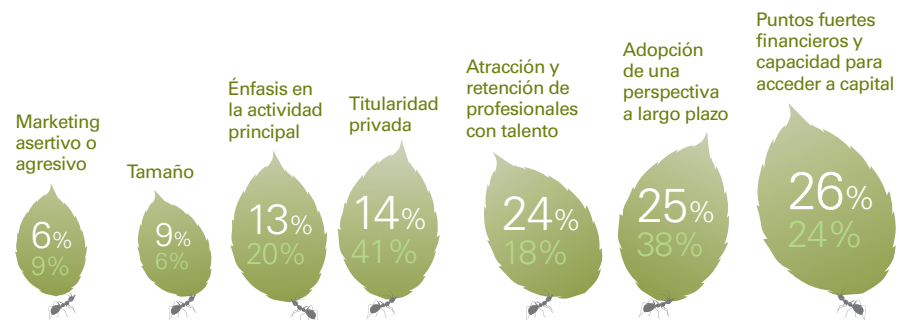 Marketing
asertivo o
agresivo
6%
9%
Tamaño
9%
6%
Énfasis en
la actividad
principal
13%
20%
Titularidad
privada
14%
41%
Atracción y
retención de
profesionales
con talento
24%
18%
Adopción
de una
perspectiva
a largo plazo
25%
38%
Puntos fuertes
financieros y
capacidad para
acceder a capital
26%
24%